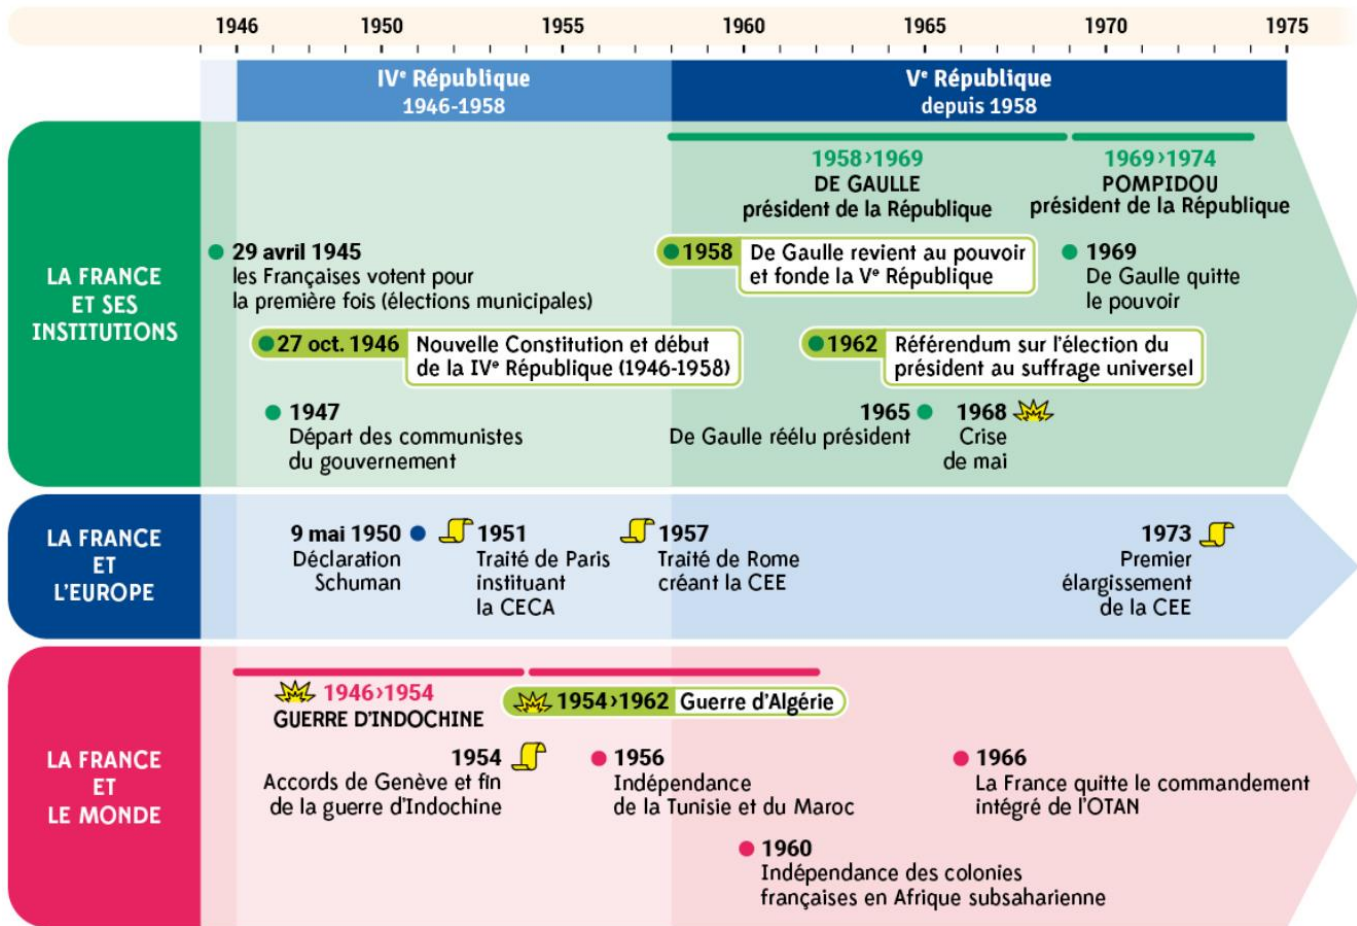 1946 1950 1955 1960 1965 1970 1975
IVᵉ République
1946-1958
Vᵉ République
depuis 1958
LA FRANCE
ET SES
INSTITUTIONS
1958›1969
DE GAULLE
président de la République
1969›1974
POMPIDOU
président de la République
29 avril 1945
les Françaises votent pour
la première fois (élections municipales)
1958 De Gaulle revient au pouvoir
et fonde la Vᵉ République
1969
De Gaulle quitte
le pouvoir
27 oct. 1946 Nouvelle Constitution et début
de la IVᵉ République (1946-1958)
1962 Référendum sur l'élection du
président au suffrage universel
1947
Départ des communistes
du gouvernement
1965
De Gaulle réélu président
1968
Crise
de mai
LA FRANCE
ET
L'EUROPE
9 mai 1950
Déclaration
Schuman
1951
Traité de Paris
instituant
la CECA
1957
Traité de Rome
créant la CEE
1973
Premier
élargissement
de la CEE
LA FRANCE
ET
LE MONDE
1946›1954
GUERRE D'INDOCHINE
1954›1962 Guerre d'Algérie
1954
Accords de Genève et fin
de la guerre d'Indochine
1956
Indépendance
de la Tunisie et du Maroc
1966
La France quitte le commandement
intégré de l'OTAN
1960
Indépendance des colonies
françaises en Afrique subsaharienne